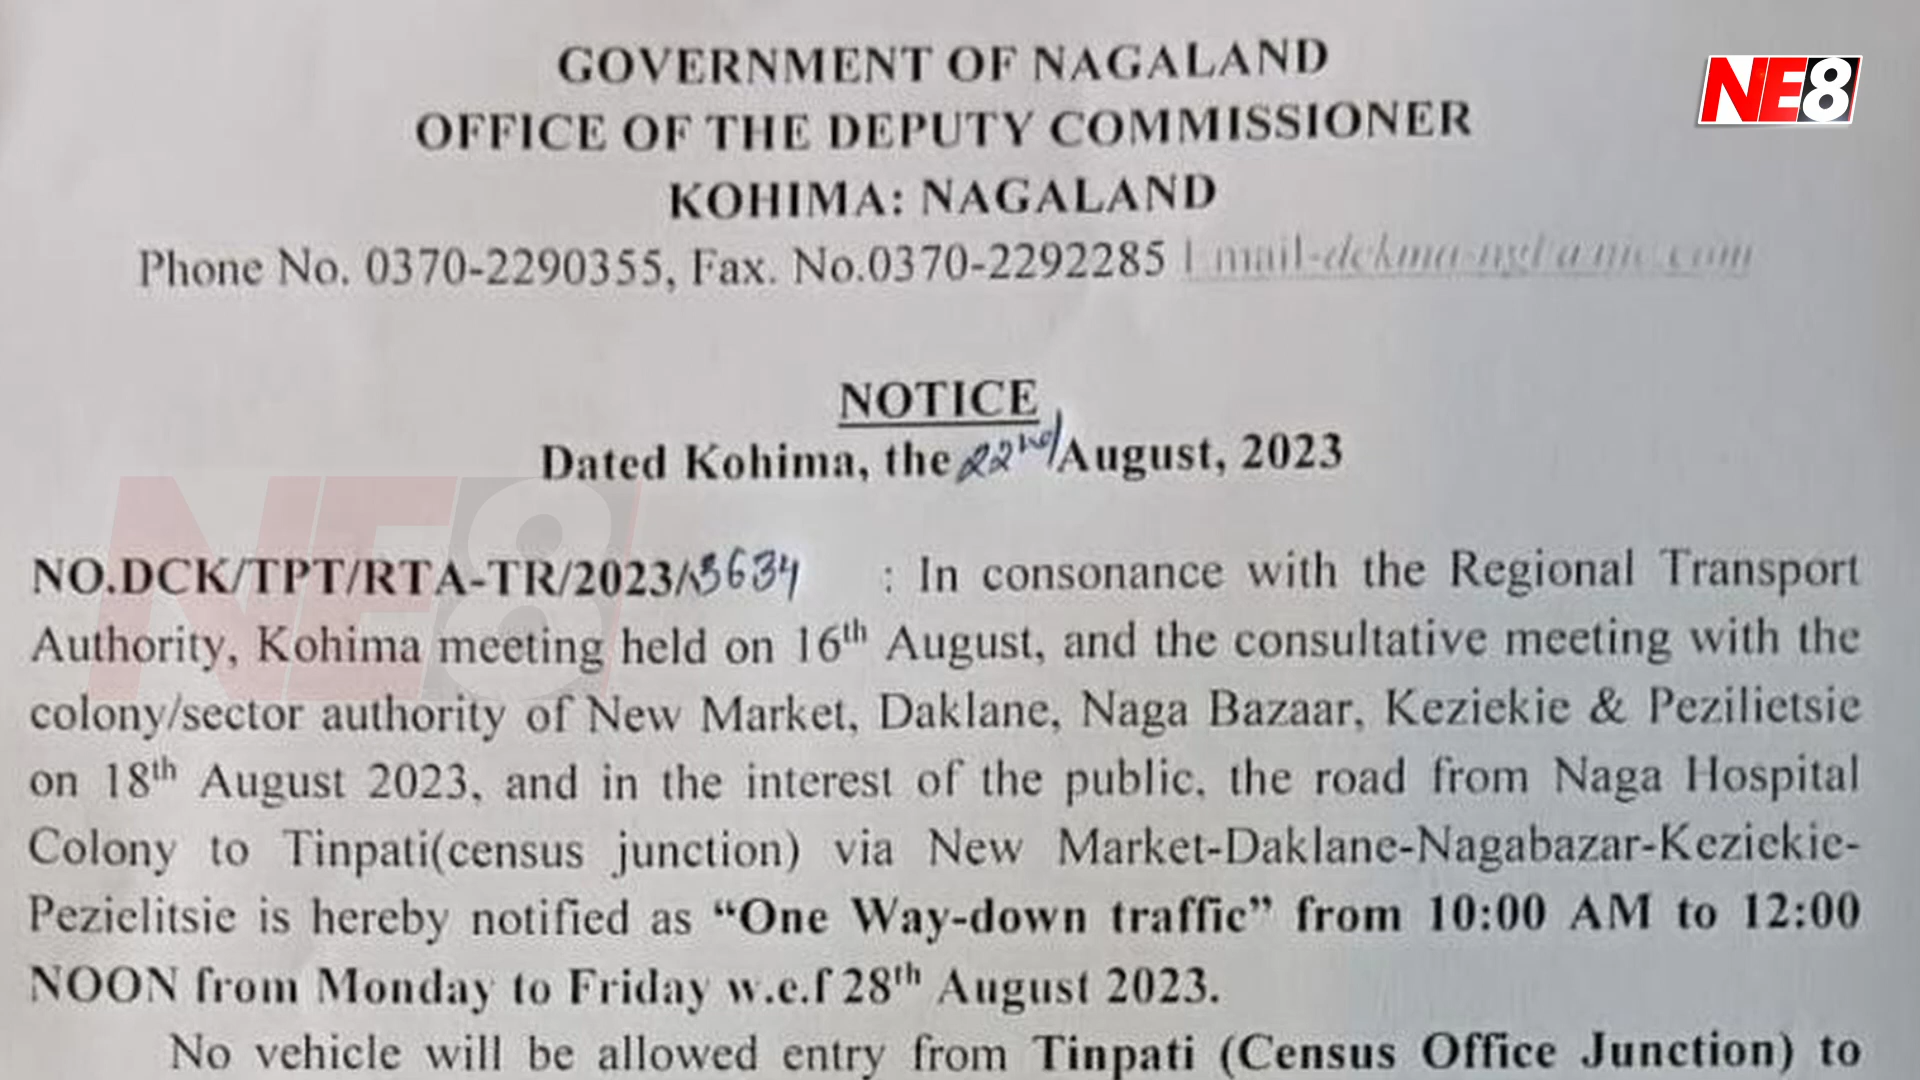 GOVERNMENT OF NAGALAND
NE8
OFFICE OF THE DEPUTY COMMISSIONER
KOHIMA: NAGALAND
Phone No. 0370-2290355, Fax. No.0370-2292285
NOTICE
Dated Kohima, the 22nd August, 2023
NE8
NO.DCK/TPT/RTA-TR/2023/3634 : In consonance with the Regional Transport
Authority, Kohima meeting held on 16th August, and the consultative meeting with the
colony/sector authority of New Market, Daklane, Naga Bazaar, Keziekie & Pezilietsie
on 18th August 2023, and in the interest of the public, the road from Naga Hospital
Colony to Tinpati(census junction) via New Market-Daklane-Nagabazar-Keziekie-
Pezielitsie is hereby notified as “One Way-down traffic” from 10:00 AM to 12:00
NOON from Monday to Friday w.e.f 28th August 2023.
No vehicle will be allowed entry from Tinpati (Census Office Junction) to